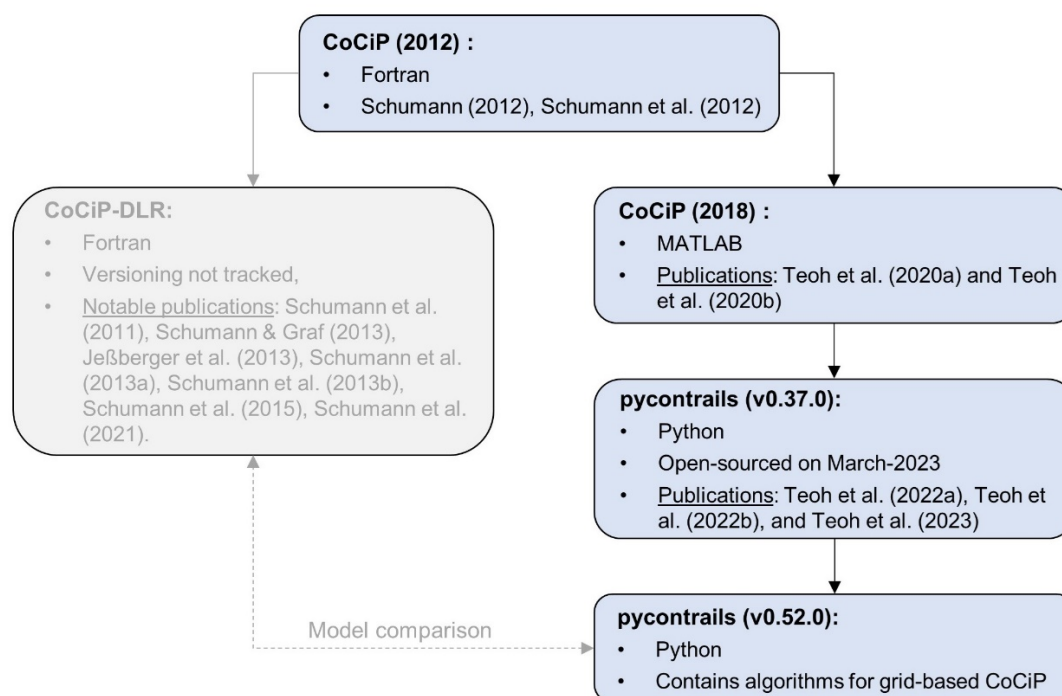 CoCiP (2012) :
• Fortran
• Schumann (2012), Schumann et al. (2012)
CoCiP-DLR:
• Fortran
• Versioning not tracked,
• Notable publications: Schumann et al.
(2011), Schumann & Graf (2013),
Jeßberger et al. (2013), Schumann et al.
(2013a), Schumann et al. (2013b),
Schumann et al. (2015), Schumann et al.
(2021).
CoCiP (2018) :
• MATLAB
• Publications: Teoh et al. (2020a) and Teoh
et al. (2020b)
pycontrails (v0.37.0):
• Python
• Open-sourced on March-2023
• Publications: Teoh et al. (2022a), Teoh et
al. (2022b), and Teoh et al. (2023)
Model comparison
pycontrails (v0.52.0):
• Python
• Contains algorithms for grid-based CoCiP